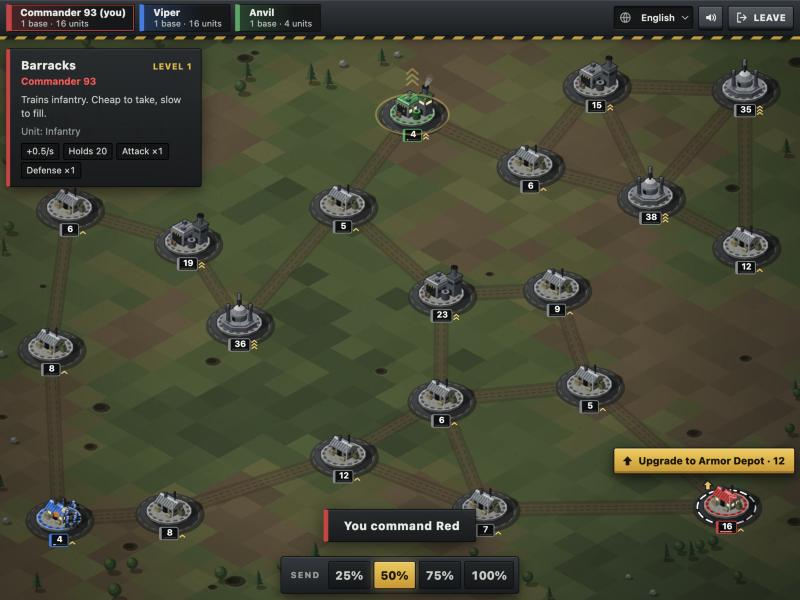 Commander 93 (you)
1 base · 16 units
Viper
1 base · 16 units
Anvil
1 base · 4 units
English
LEAVE
Barracks
LEVEL 1
Commander 93
Trains infantry. Cheap to take, slow
to fill.
Unit: Infantry
+0.5/s
Holds 20
Attack ×1
Defense ×1
4
15
35
6
38
6
5
12
19
23
9
36
8
5
6
12
Upgrade to Armor Depot · 12
4
8
7
16
You command Red
SEND
25%
50%
75%
100%